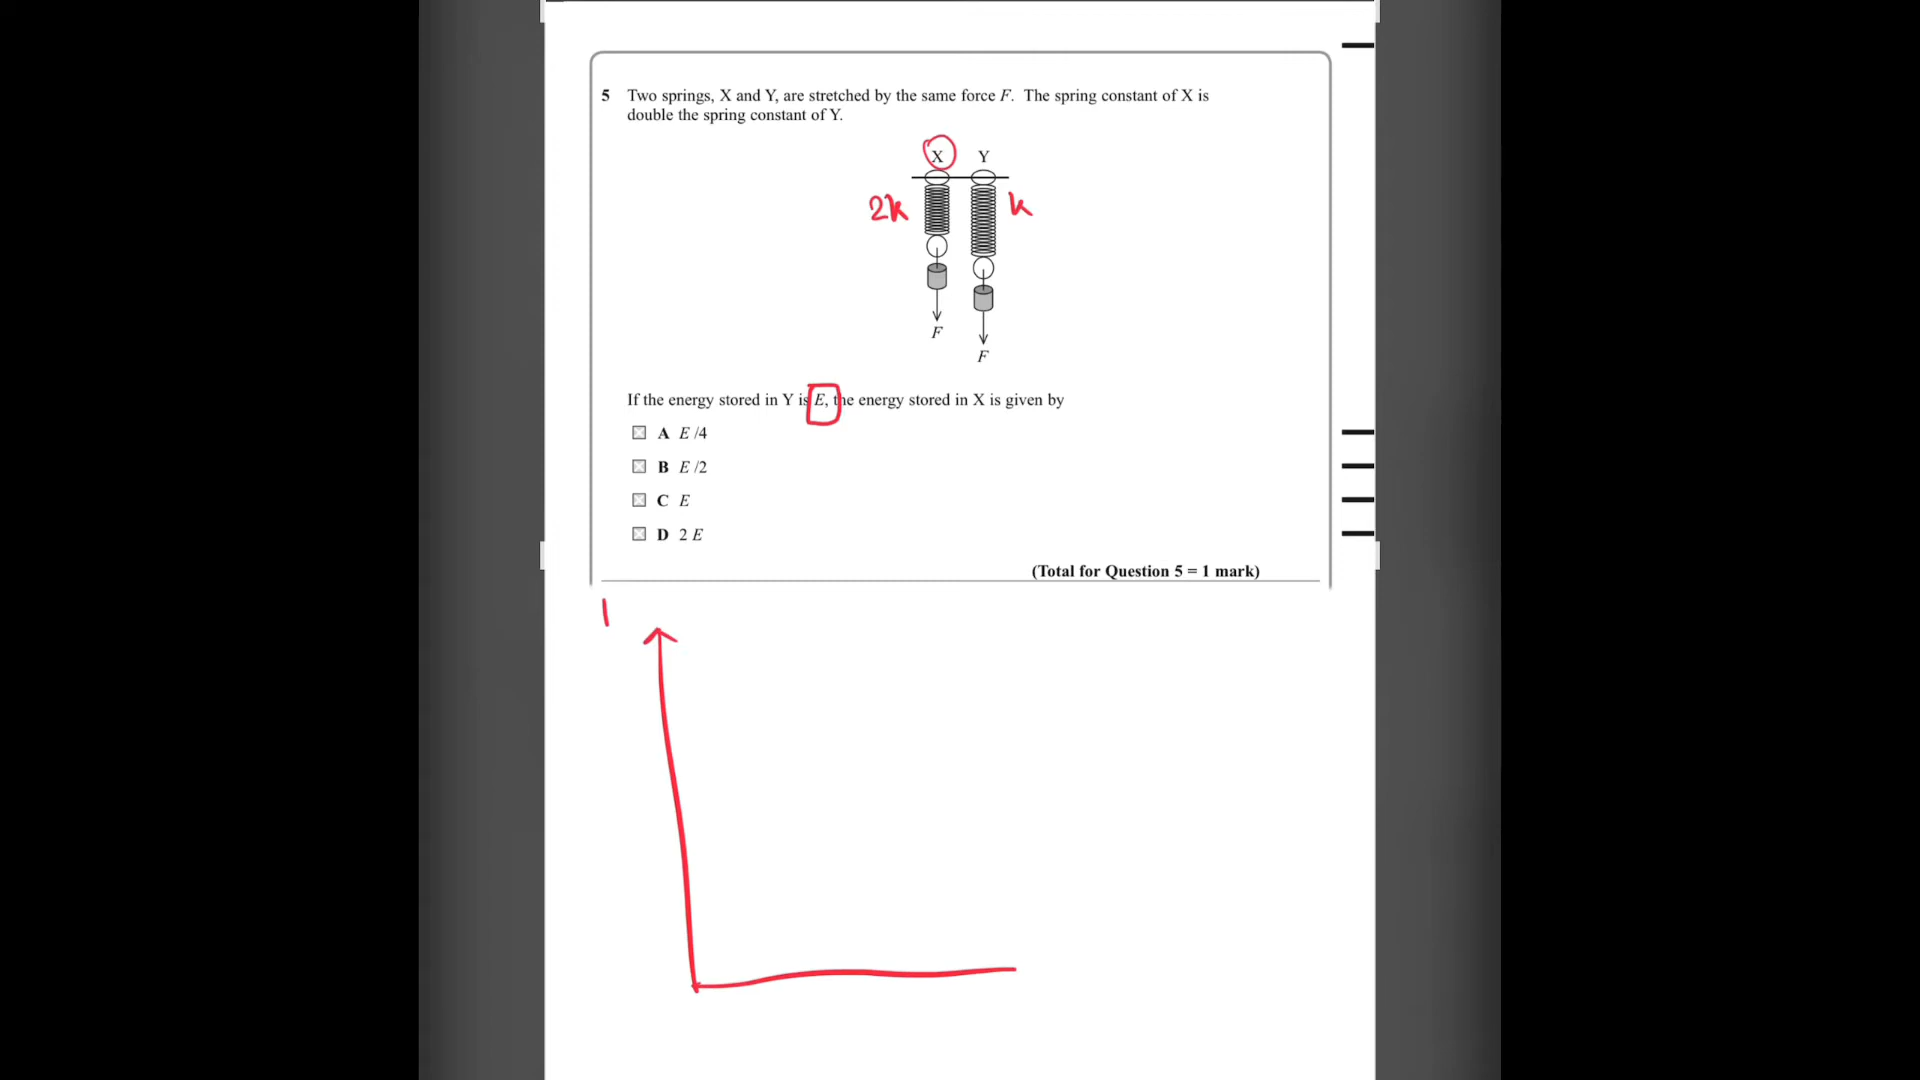 5 Two springs, X and Y, are stretched by the same force F. The spring constant of X is
double the spring constant of Y.
X Y
2k k
F
F
If the energy stored in Y is E, the energy stored in X is given by
A E /4
B E /2
C E
D 2 E
(Total for Question 5 = 1 mark)